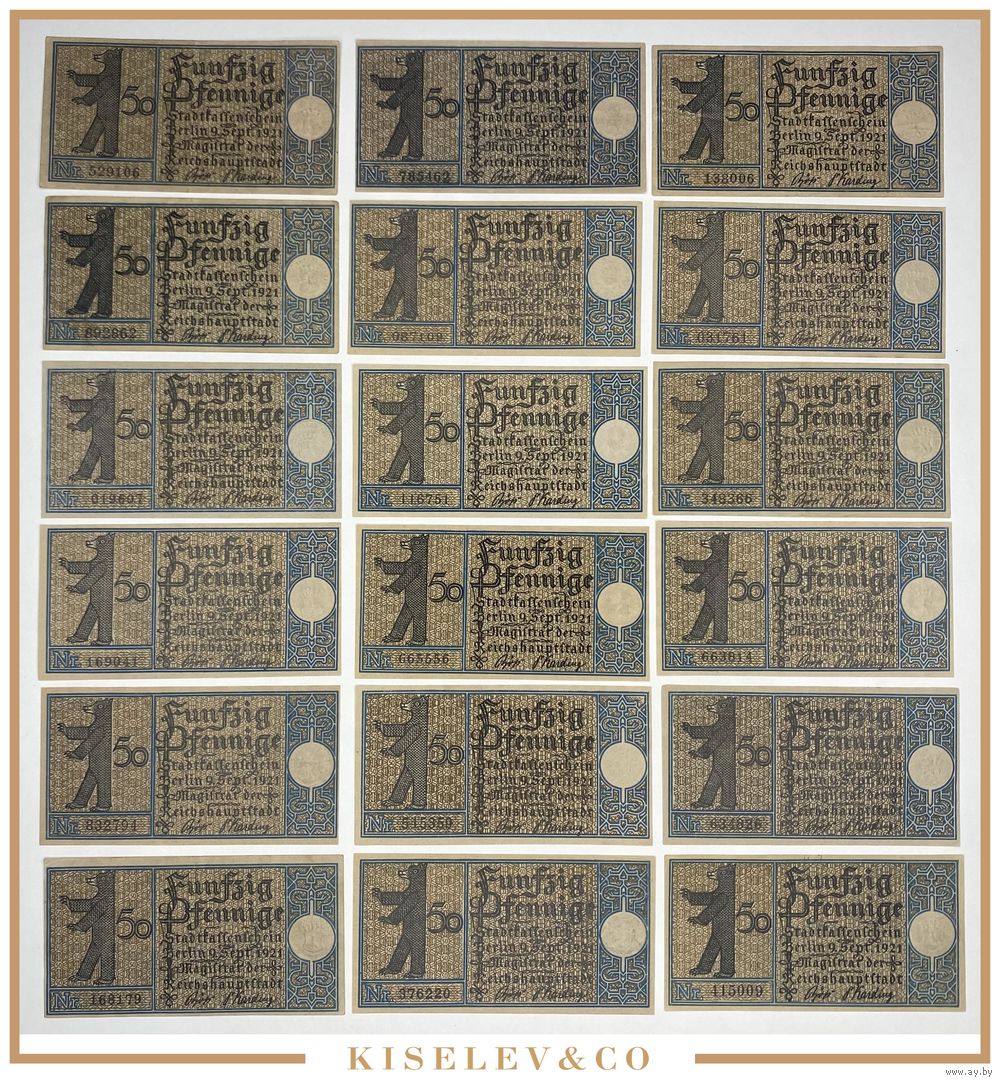 50
Funfzig
Pfennige
Stadtkassenschein
Berlin 9. Sept. 1921
Magistrat der
Reichshauptstadt
Nr. 529106
50
Funfzig
Pfennige
Stadtkassenschein
Berlin 9. Sept. 1921
Magistrat der
Reichshauptstadt
Nr. 785462
50
Funfzig
Pfennige
Stadtkassenschein
Berlin 9. Sept. 1921
Magistrat der
Reichshauptstadt
Nr. 138006
50
Funfzig
Pfennige
Stadtkassenschein
Berlin 9. Sept. 1921
Magistrat der
Reichshauptstadt
Nr. 892662
50
Funfzig
Pfennige
Stadtkassenschein
Berlin 9. Sept. 1921
Magistrat der
Reichshauptstadt
Nr. 087109
50
Funfzig
Pfennige
Stadtkassenschein
Berlin 9. Sept. 1921
Magistrat der
Reichshauptstadt
Nr. 031761
50
Funfzig
Pfennige
Stadtkassenschein
Berlin 9. Sept. 1921
Magistrat der
Reichshauptstadt
Nr.
50
Funfzig
Pfennige
Stadtkassenschein
Berlin 9. Sept. 1921
Magistrat der
Reichshauptstadt
Nr. 116751
50
Funfzig
Pfennige
Stadtkassenschein
Berlin 9. Sept. 1921
Magistrat der
Reichshauptstadt
Nr. 349366
50
Funfzig
Pfennige
Stadtkassenschein
Berlin 9. Sept. 1921
Magistrat der
Reichshauptstadt
Nr. 169041
50
Funfzig
Pfennige
Stadtkassenschein
Berlin 9. Sept. 1921
Magistrat der
Reichshauptstadt
Nr. 665556
50
Funfzig
Pfennige
Stadtkassenschein
Berlin 9. Sept. 1921
Magistrat der
Reichshauptstadt
Nr. 663614
50
Funfzig
Pfennige
Stadtkassenschein
Berlin 9. Sept. 1921
Magistrat der
Reichshauptstadt
Nr. 832794
50
Funfzig
Pfennige
Stadtkassenschein
Berlin 9. Sept. 1921
Magistrat der
Reichshauptstadt
Nr. 515359
50
Funfzig
Pfennige
Stadtkassenschein
Berlin 9. Sept. 1921
Magistrat der
Reichshauptstadt
Nr.
50
Funfzig
Pfennige
Stadtkassenschein
Berlin 9. Sept. 1921
Magistrat der
Reichshauptstadt
Nr. 168179
50
Funfzig
Pfennige
Stadtkassenschein
Berlin 9. Sept. 1921
Magistrat der
Reichshauptstadt
Nr. 376220
50
Funfzig
Pfennige
Stadtkassenschein
Berlin 9. Sept. 1921
Magistrat der
Reichshauptstadt
Nr. 115009
KISELEV&CO
www.ay.by